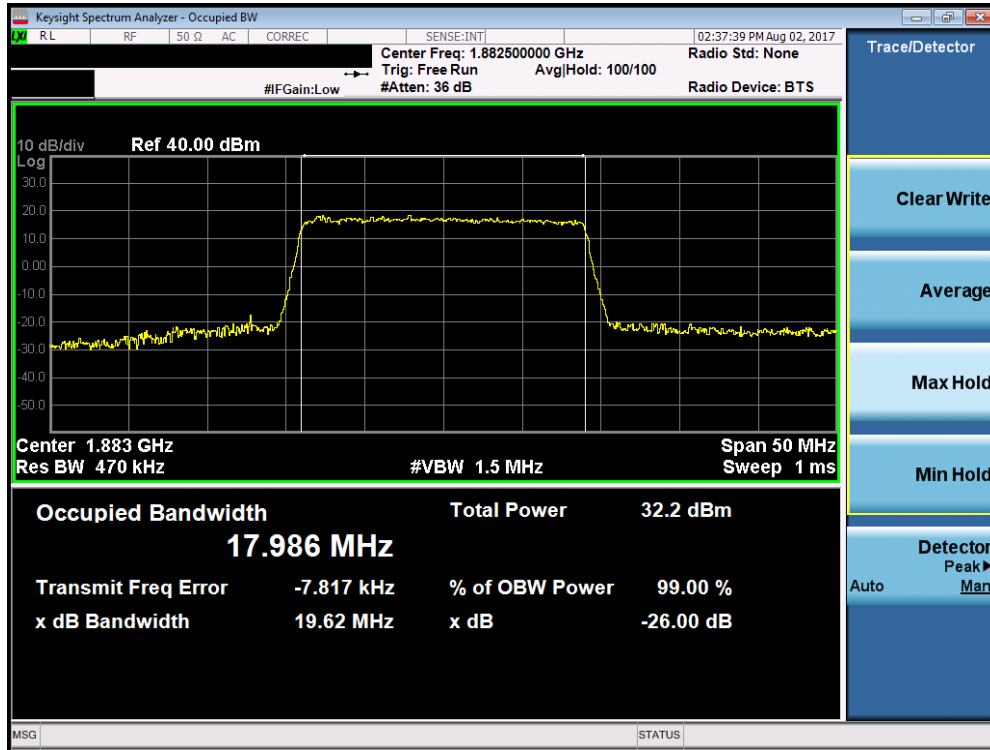 Keysight Spectrum Analyzer - Occupied BW
LXI RL RF 50 Ω AC CORREC SENSE:INT 02:37:39 PM Aug 02, 2017
Center Freq: 1.882500000 GHz Radio Std: None
Trig: Free Run Avg|Hold: 100/100
#IFGain:Low #Atten: 36 dB Radio Device: BTS
Trace/Detector
10 dB/div Ref 40.00 dBm
Log
30.0
20.0
10.0
0.00
-10.0
-20.0
-30.0
-40.0
-50.0
Center 1.883 GHz Span 50 MHz
Res BW 470 kHz #VBW 1.5 MHz Sweep 1 ms
Occupied Bandwidth Total Power 32.2 dBm
17.986 MHz
Transmit Freq Error -7.817 kHz % of OBW Power 99.00 %
x dB Bandwidth 19.62 MHz x dB -26.00 dB
Clear Write
Average
Max Hold
Min Hold
Detector
Peak▶
Auto Man
MSG STATUS